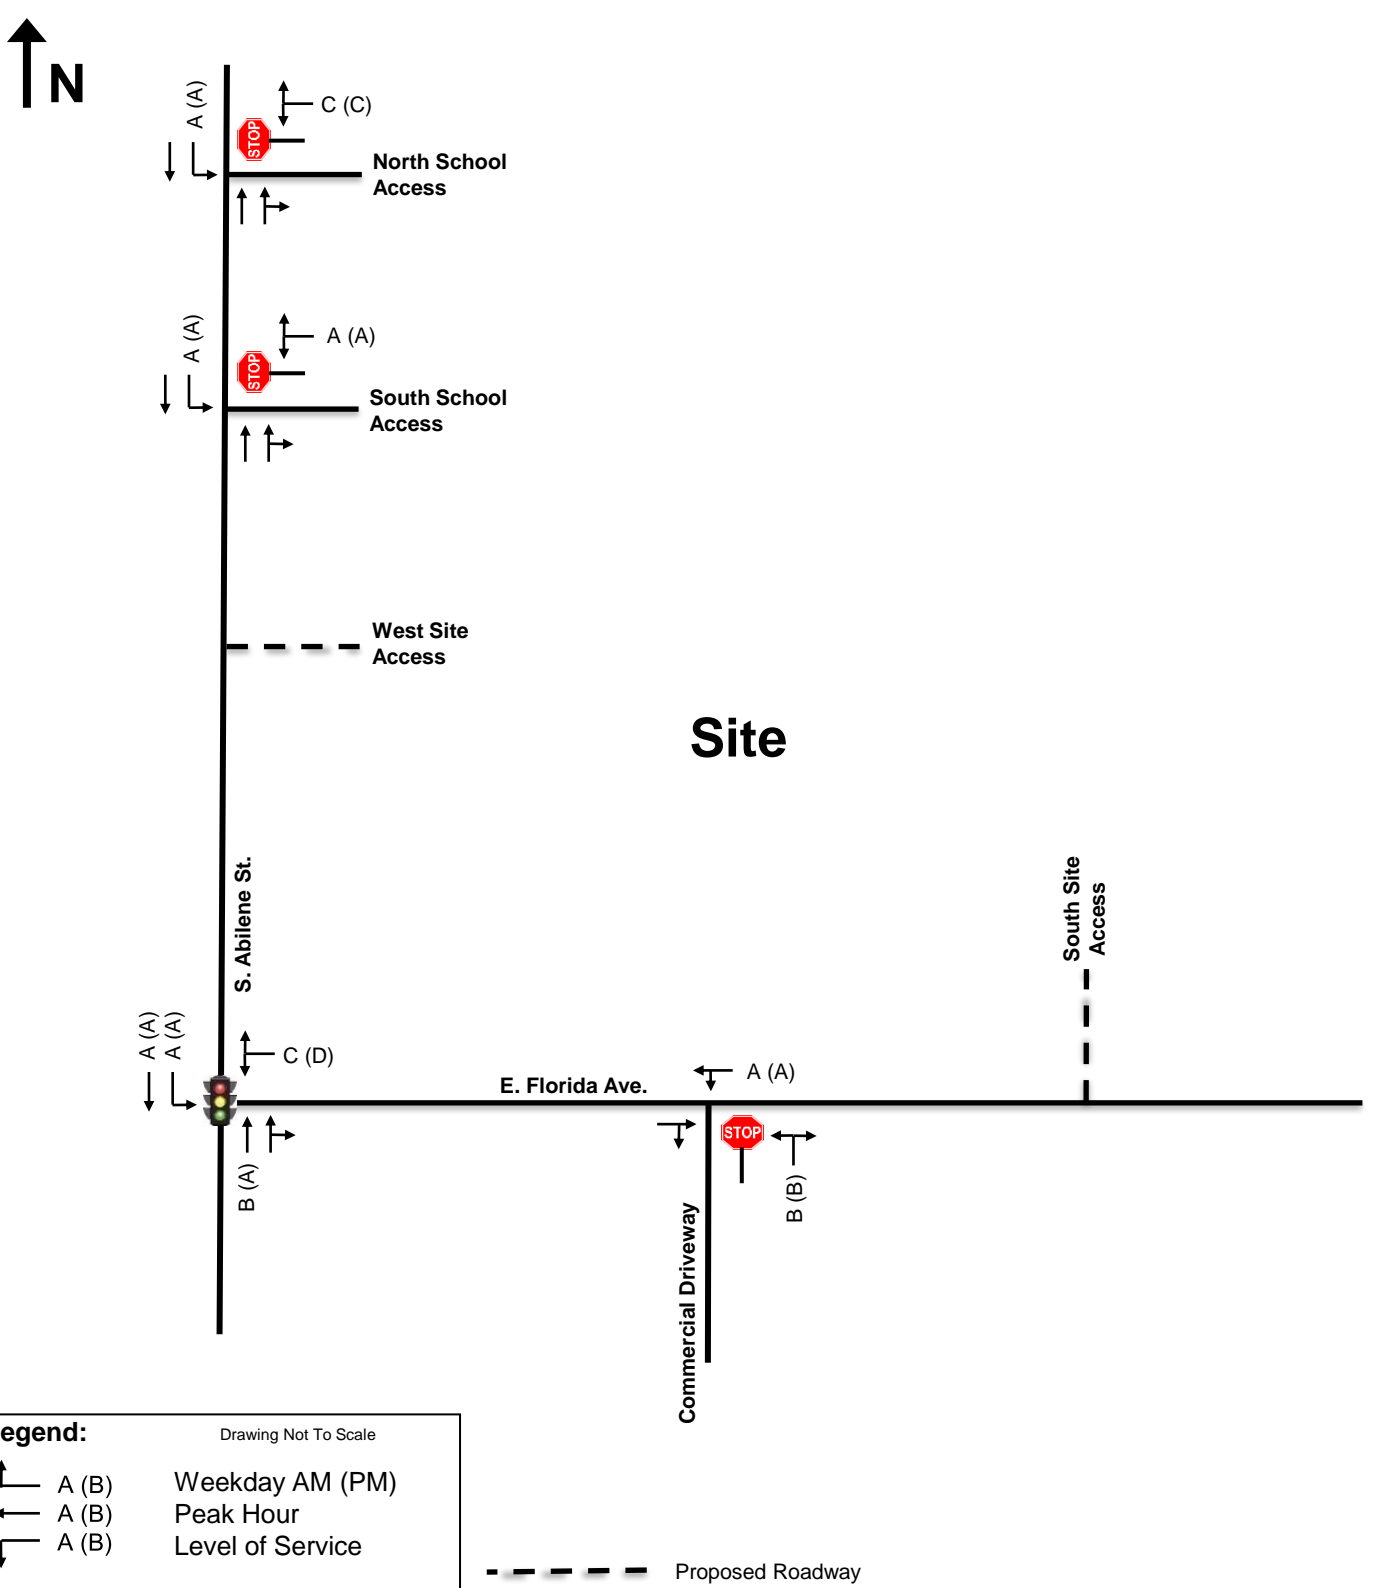 N
A (A)
C (C)
STOP
North School
Access
A (A)
A (A)
STOP
South School
Access
West Site
Access
Site
S. Abilene St.
South Site
Access
A (A)
A (A)
C (D)
E. Florida Ave.
A (A)
STOP
B (A)
B (B)
Commercial Driveway
egend:
Drawing Not To Scale
A (B)
A (B)
A (B)
Weekday AM (PM)
Peak Hour
Level of Service
Proposed Roadway